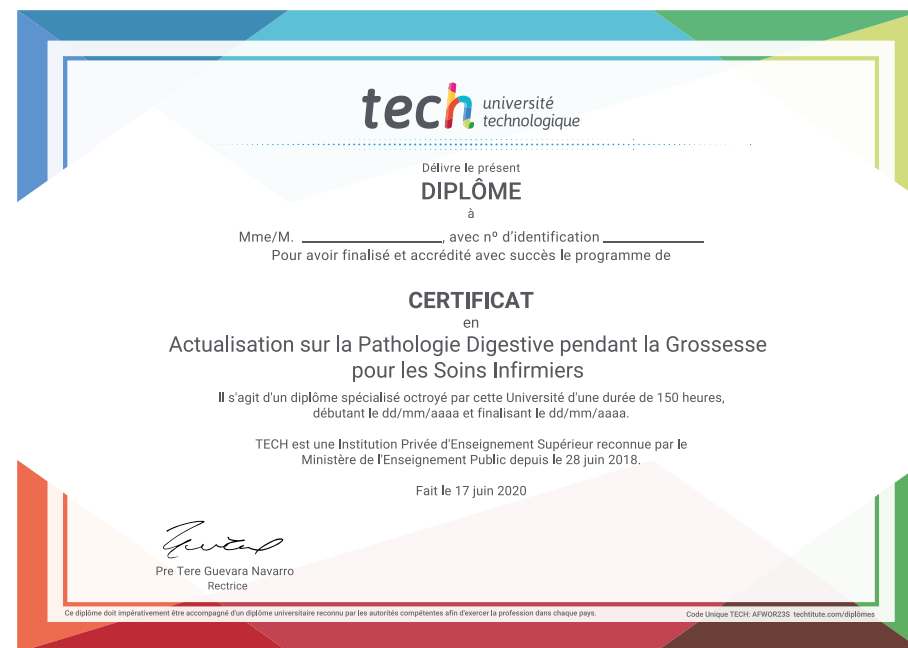 tech université
technologique
Délivre le présent
DIPLÔME
à
Mme/M. ____________________, avec nº d'identification ______________
Pour avoir finalisé et accrédité avec succès le programme de
CERTIFICAT
en
Actualisation sur la Pathologie Digestive pendant la Grossesse
pour les Soins Infirmiers
Il s'agit d'un diplôme spécialisé octroyé par cette Université d'une durée de 150 heures,
débutant le dd/mm/aaaa et finalisant le dd/mm/aaaa.
TECH est une Institution Privée d'Enseignement Supérieur reconnue par le
Ministère de l'Enseignement Public depuis le 28 juin 2018.
Fait le 17 juin 2020
Pre Tere Guevara Navarro
Rectrice
Ce diplôme doit impérativement être accompagné d'un diplôme universitaire reconnu par les autorités compétentes afin d'exercer la profession dans chaque pays.
Code Unique TECH: AFWOR23S techtitute.com/diplômes